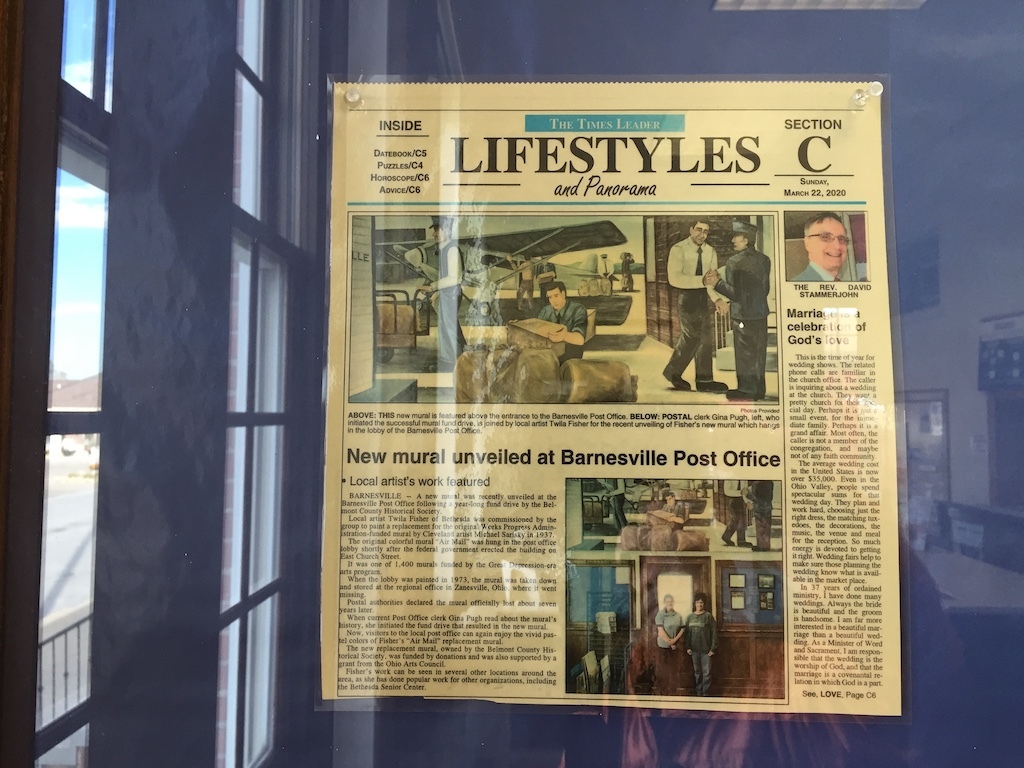 INSIDE
DATEBOOK/C5
PUZZLES/C4
HOROSCOPE/C6
ADVICE/C6
THE TIMES LEADER
LIFESTYLES
and Panorama
SECTION
C
SUNDAY,
MARCH 22, 2020
LLE
Photos Provided
ABOVE: THIS new mural is featured above the entrance to the Barnesville Post Office. BELOW: POSTAL clerk Gina Pugh, left, who
initiated the successful mural fund drive, is joined by local artist Twila Fisher for the recent unveiling of Fisher's new mural which hangs
in the lobby of the Barnesville Post Office.
New mural unveiled at Barnesville Post Office
• Local artist's work featured
BARNESVILLE — A new mural was recently unveiled at the
Barnesville Post Office following a year-long fund drive by the Bel-
mont County Historical Society.
Local artist Twila Fisher of Bethesda was commissioned by the
group to paint a replacement for the original Weeks Progress Admin-
istration-funded mural by Cleveland artist Michael Sarisky in 1937.
The original colorful mural "Air Mail" was hung in the post office
lobby shortly after the federal government erected the building on
East Church Street.
It was one of 1,400 murals funded by the Great Depression-era
arts program.
When the lobby was painted in 1973, the mural was taken down
and stored at the regional office in Zanesville, Ohio, where it went
missing.
Postal authorities declared the mural officially lost about seven
years later.
When current Post Office clerk Gina Pugh read about the mural's
history, she initiated the fund drive that resulted in the new mural.
Now, visitors to the local post office can again enjoy the vivid pas-
tel colors of Fisher's "Air Mail" replacement mural.
The new replacement mural, owned by the Belmont County His-
torical Society, was funded by donations and was also supported by a
grant from the Ohio Arts Council.
Fisher's work can be seen in several other locations around the
area, as she has done popular work for other organizations, including
the Bethesda Senior Center.
THE REV. DAVID
STAMMERJOHN
Marriage is a
celebration of
God's love
This is the time of year for
wedding shows. The related
phone calls are familiar in
the church office. The caller
is inquiring about a wedding
at the church. They want a
pretty church for their spe-
cial day. Perhaps it is just a
small event, for the imme-
diate family. Perhaps it is a
grand affair. Most often, the
caller is not a member of the
congregation, and maybe
not of any faith community.
The average wedding cost
in the United States is now
over $35,000. Even in the
Ohio Valley, people spend
spectacular sums for that
wedding day. They plan and
work hard, choosing just the
right dress, the matching tux-
edoes, the decorations, the
music, the venue and meal
for the reception. So much
energy is devoted to getting
it right. Wedding fairs help to
make sure those planning the
wedding know what is avail-
able in the market place.
In 37 years of ordained
ministry, I have done many
weddings. Always the bride
is beautiful and the groom
is handsome. I am far more
interested in a beautiful mar-
riage than a beautiful wed-
ding. As a Minister of Word
and Sacrament, I am respon-
sible that the wedding is the
worship of God, and that the
marriage is a covenantal re-
lation in which God is a part.
See, LOVE, Page C6